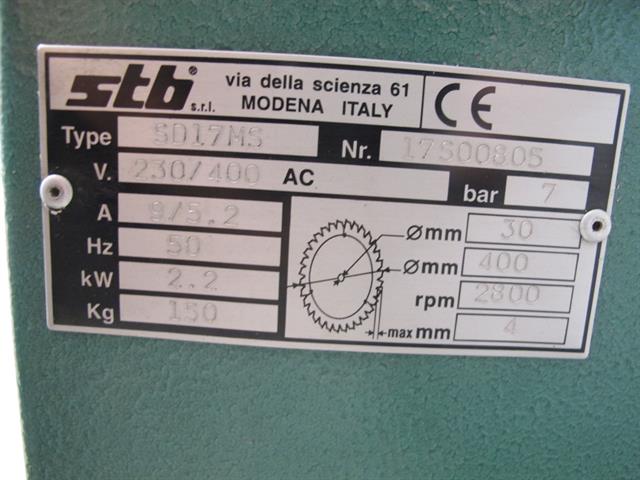 stb® s.r.l.
via della scienza 61
MODENA ITALY
CE
Type SD17MS Nr. 17S00805
V. 230/400 AC bar 7
A 9/5.2
Hz 50
kW 2.2
Kg 150
Ømm 30
Ømm 400
rpm 2800
max mm 4